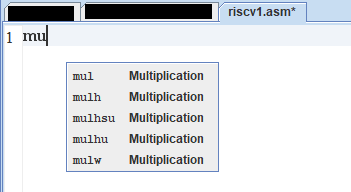 riscv1.asm*
1 mu
mul Multiplication
mulh Multiplication
mulhsu Multiplication
mulhu Multiplication
mulw Multiplication